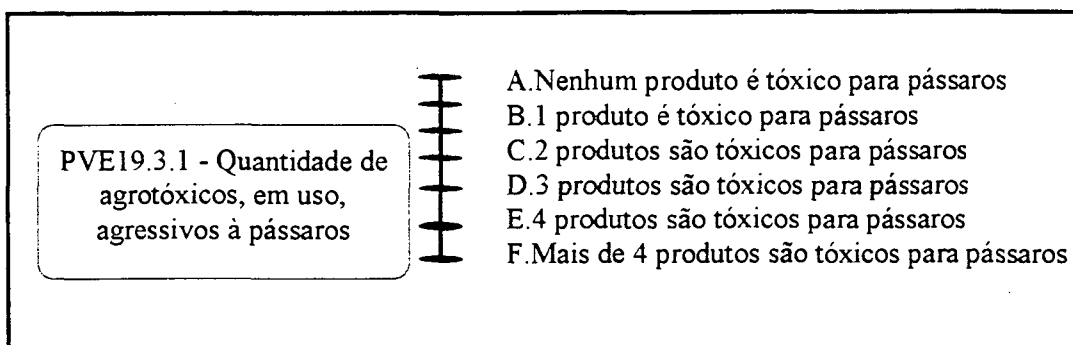 PVE19.3.1 - Quantidade de
agrotóxicos, em uso,
agressivos à pássaros
A.Nenhum produto é tóxico para pássaros
B.1 produto é tóxico para pássaros
C.2 produtos são tóxicos para pássaros
D.3 produtos são tóxicos para pássaros
E.4 produtos são tóxicos para pássaros
F.Mais de 4 produtos são tóxicos para pássaros